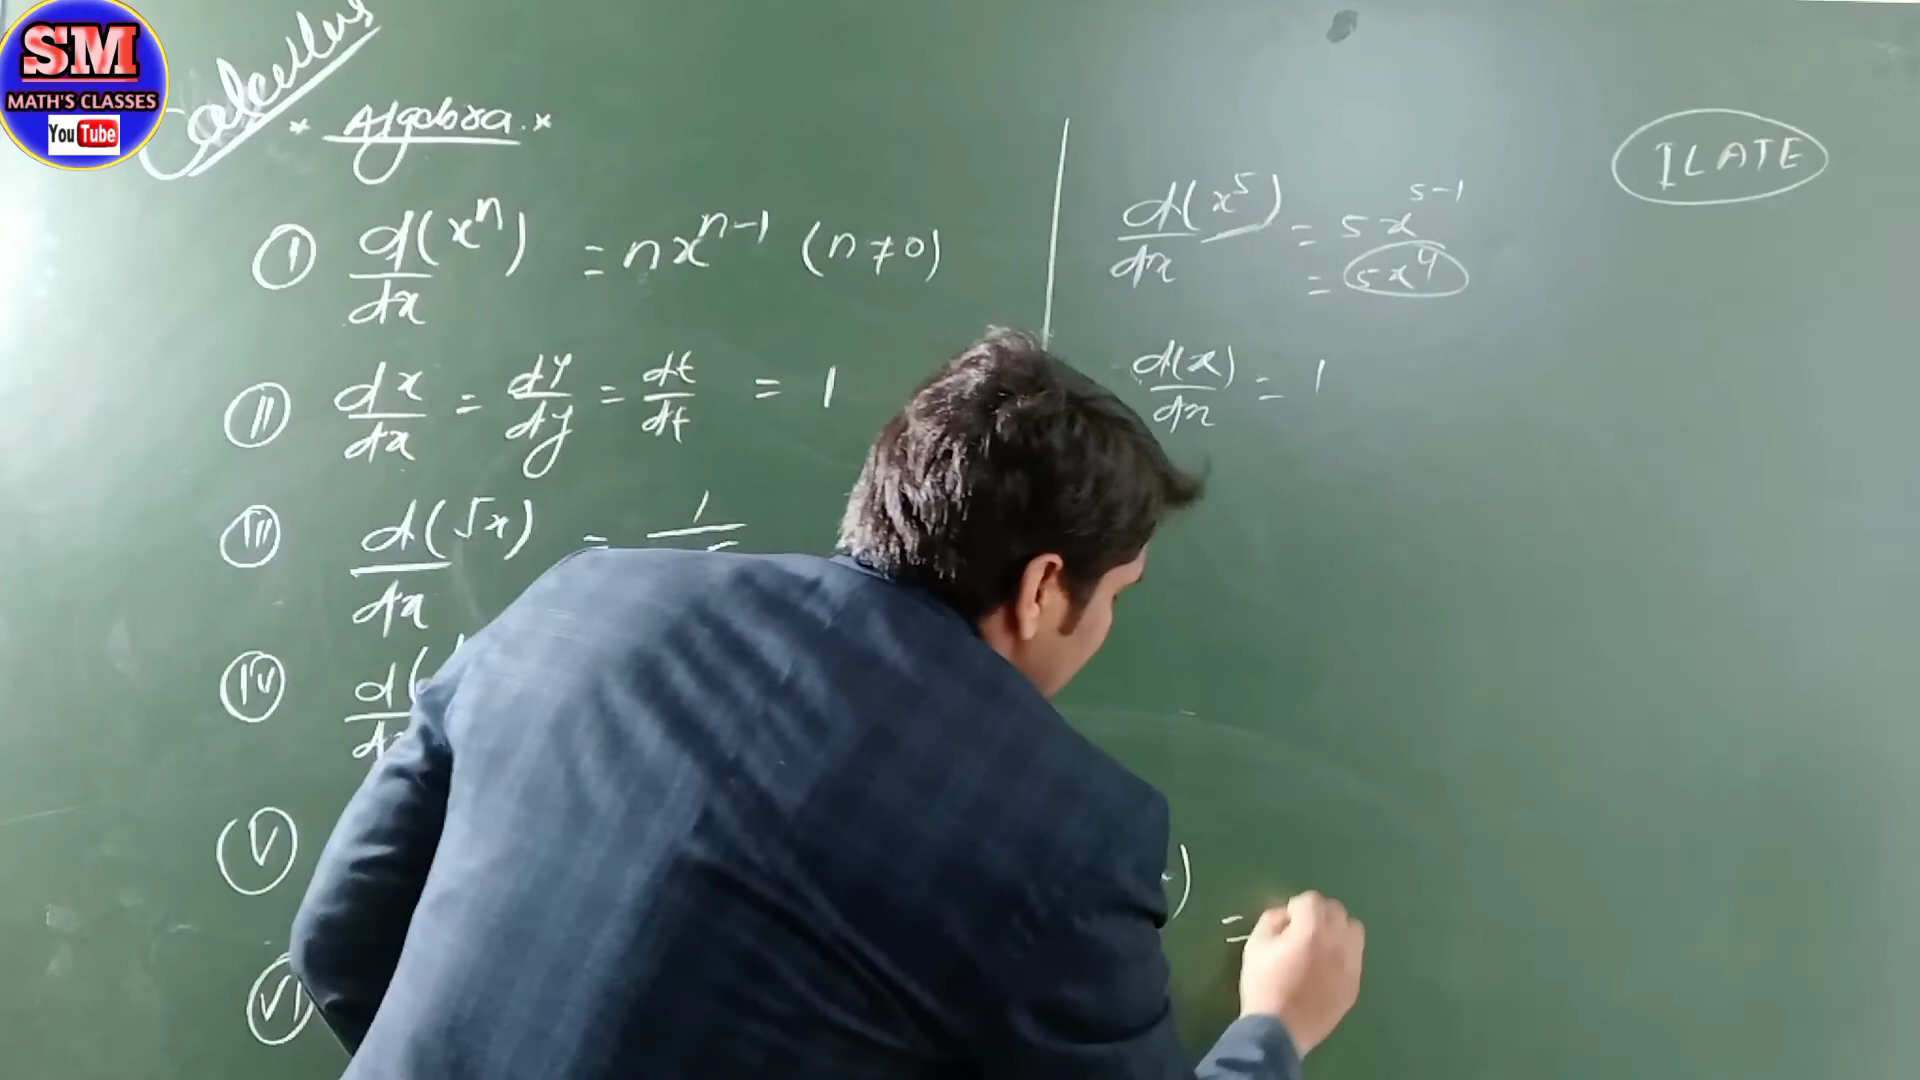 SM
MATH'S CLASSES
YouTube
Calculus
* Algebra. *
(I) d(xⁿ)/dx = nxⁿ⁻¹ (n≠0)
(II) dx/dx = dy/dy = dt/dt = 1
(III) d(√x)/dx = 1
(IV) d(
(V)
(VI)
d(x⁵)/dx = 5x⁵⁻¹
= 5x⁴
d(x)/dx = 1
) =
ILATE